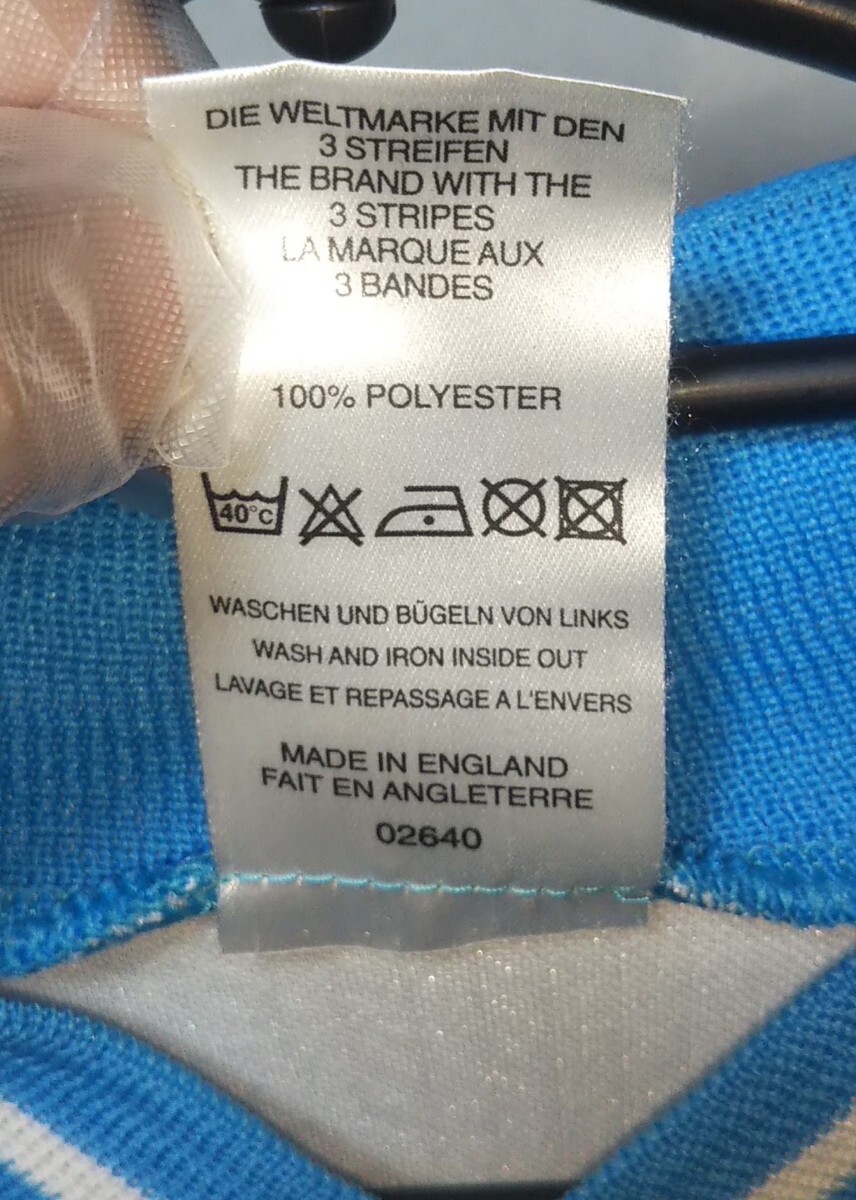 DIE WELTMARKE MIT DEN
3 STREIFEN
THE BRAND WITH THE
3 STRIPES
LA MARQUE AUX
3 BANDES
100% POLYESTER
40°C
WASCHEN UND BÜGELN VON LINKS
WASH AND IRON INSIDE OUT
LAVAGE ET REPASSAGE A L'ENVERS
MADE IN ENGLAND
FAIT EN ANGLETERRE
02640